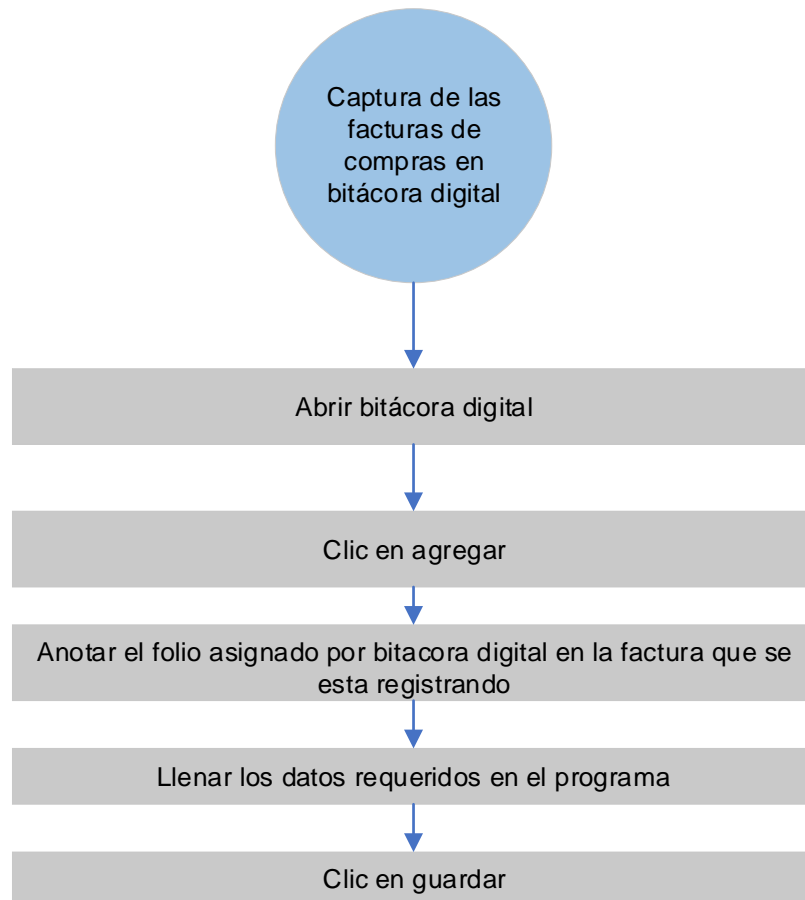 Captura de las
facturas de
compras en
bitácora digital
Abrir bitácora digital
Clic en agregar
Anotar el folio asignado por bitacora digital en la factura que se
esta registrando
Llenar los datos requeridos en el programa
Clic en guardar